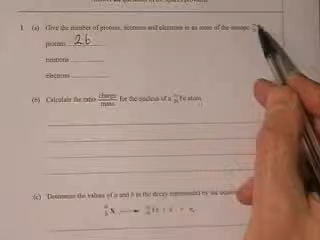 1. (a) Give the number of protons, neutrons and electrons in an atom of the isotope
protons 26
neutrons
electrons
(b) Calculate the ratio charge/mass for the nucleus of a Fe atom.
(c) Determine the values of a and b in the decay represented by the